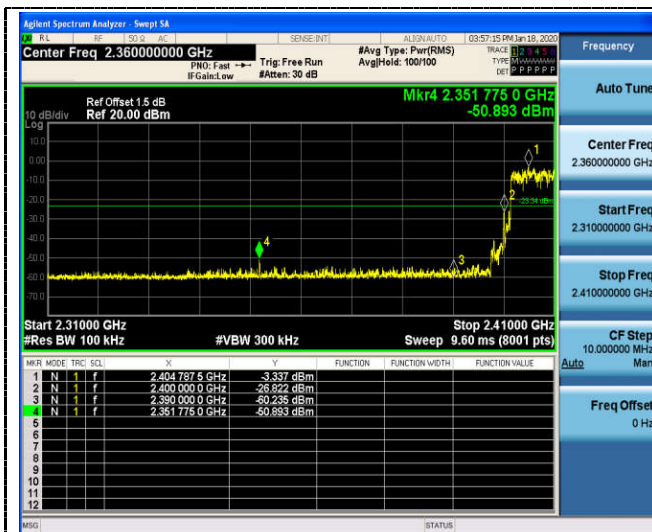 Agilent Spectrum Analyzer - Swept SA
RL RF 50 Ω AC SENSE:INT ALIGNAUTO 03:57:15 PM Jan 18, 2020
Center Freq 2.360000000 GHz
PNO: Fast
IFGain:Low
Trig: Free Run
#Atten: 30 dB
#Avg Type: Pwr(RMS)
Avg|Hold: 100/100
TRACE 1 2 3 4 5 6
TYPE M
DET P P P P P P
Ref Offset 1.5 dB
Ref 20.00 dBm
10 dB/div
Log
Mkr4 2.351 775 0 GHz
-50.893 dBm
10.0
0.00
-10.0
-20.0
-30.0
-40.0
-50.0
-60.0
-70.0
1
2
3
4
-23.34 dBm
Start 2.31000 GHz Stop 2.41000 GHz
#Res BW 100 kHz #VBW 300 kHz Sweep 9.60 ms (8001 pts)
MKR MODE TRC SCL X Y FUNCTION FUNCTION WIDTH FUNCTION VALUE
1 N 1 f 2.404 787 5 GHz -3.337 dBm
2 N 1 f 2.400 000 0 GHz -26.822 dBm
3 N 1 f 2.390 000 0 GHz -60.235 dBm
4 N 1 f 2.351 775 0 GHz -50.893 dBm
5
6
7
8
9
10
11
12
MSG STATUS
Frequency
Auto Tune
Center Freq
2.360000000 GHz
Start Freq
2.310000000 GHz
Stop Freq
2.410000000 GHz
CF Step
10.000000 MHz
Auto Man
Freq Offset
0 Hz